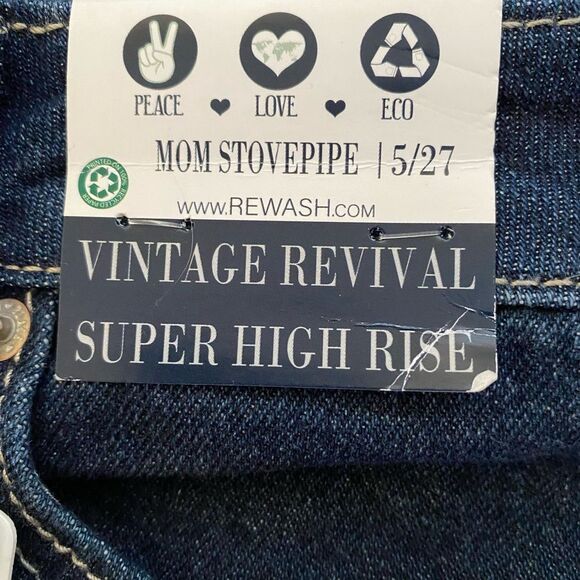 PEACE ♥ LOVE ♥ ECO
MOM STOVEPIPE | 5/27
PRINTED ON 100% RECYCLED PAPER
WWW.REWASH.COM
VINTAGE REVIVAL
SUPER HIGH RISE